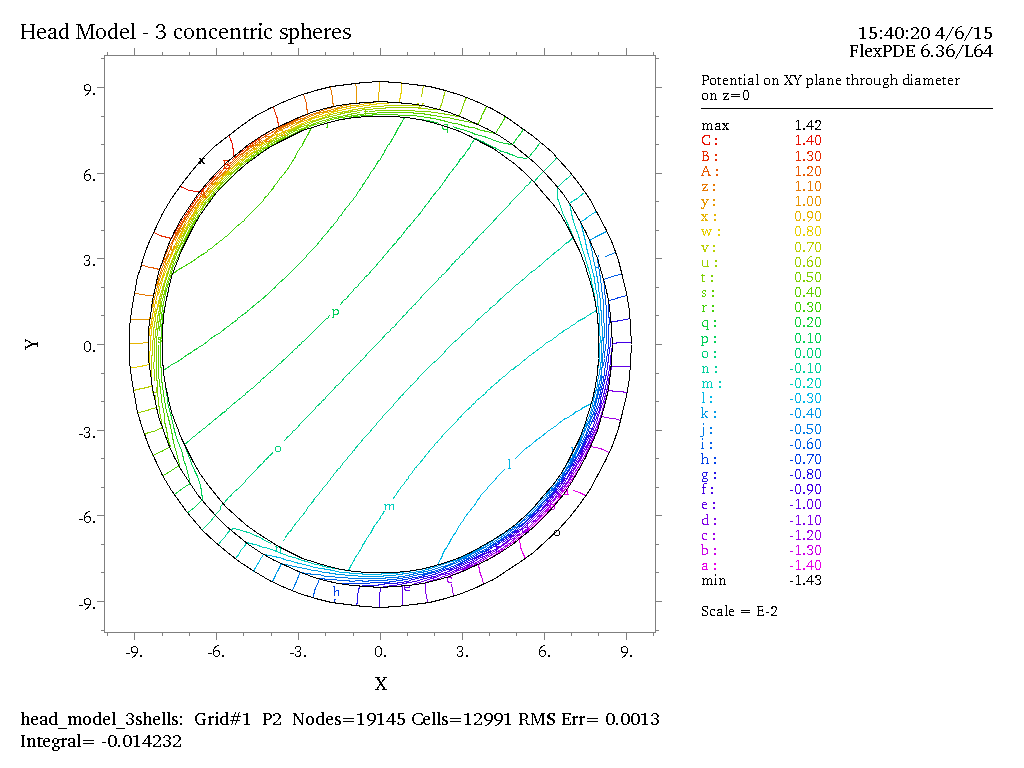 Head Model - 3 concentric spheres
15:40:20 4/6/15
FlexPDE 6.36/L64
Potential on XY plane through diameter
on z=0
max 1.42
C: 1.40
B: 1.30
A: 1.20
z: 1.10
y: 1.00
x: 0.90
w: 0.80
v: 0.70
u: 0.60
t: 0.50
s: 0.40
r: 0.30
q: 0.20
p: 0.10
o: 0.00
n: -0.10
m: -0.20
l: -0.30
k: -0.40
j: -0.50
i: -0.60
h: -0.70
g: -0.80
f: -0.90
e: -1.00
d: -1.10
c: -1.20
b: -1.30
a: -1.40
min -1.43
Scale = E-2
9.
6.
3.
0.
-3.
-6.
-9.
Y
x
B
p
o
l
m
o
h
e
c
-9. -6. -3. 0. 3. 6. 9.
X
head_model_3shells: Grid#1 P2 Nodes=19145 Cells=12991 RMS Err= 0.0013
Integral= -0.014232